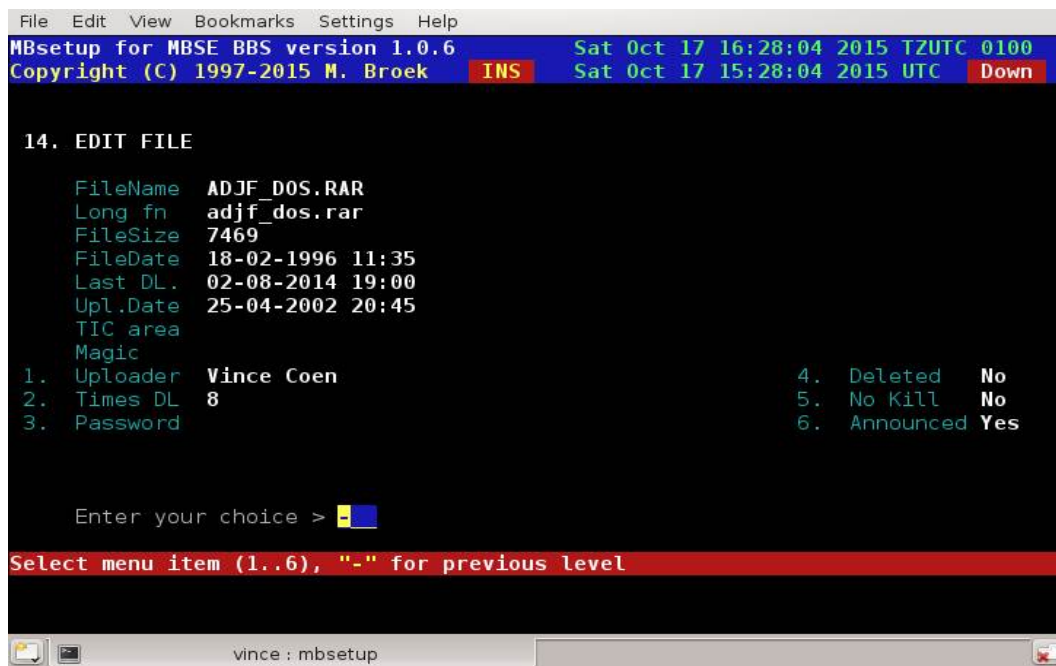 File Edit View Bookmarks Settings Help
MBsetup for MBSE BBS version 1.0.6 Sat Oct 17 16:28:04 2015 TZUTC 0100
Copyright (C) 1997-2015 M. Broek INS Sat Oct 17 15:28:04 2015 UTC Down
14. EDIT FILE
FileName ADJF_DOS.RAR
Long fn adjf_dos.rar
FileSize 7469
FileDate 18-02-1996 11:35
Last DL. 02-08-2014 19:00
Upl.Date 25-04-2002 20:45
TIC area
Magic
1. Uploader Vince Coen 4. Deleted No
2. Times DL 8 5. No Kill No
3. Password 6. Announced Yes
Enter your choice > -__
Select menu item (1..6), "-" for previous level
vince : mbsetup